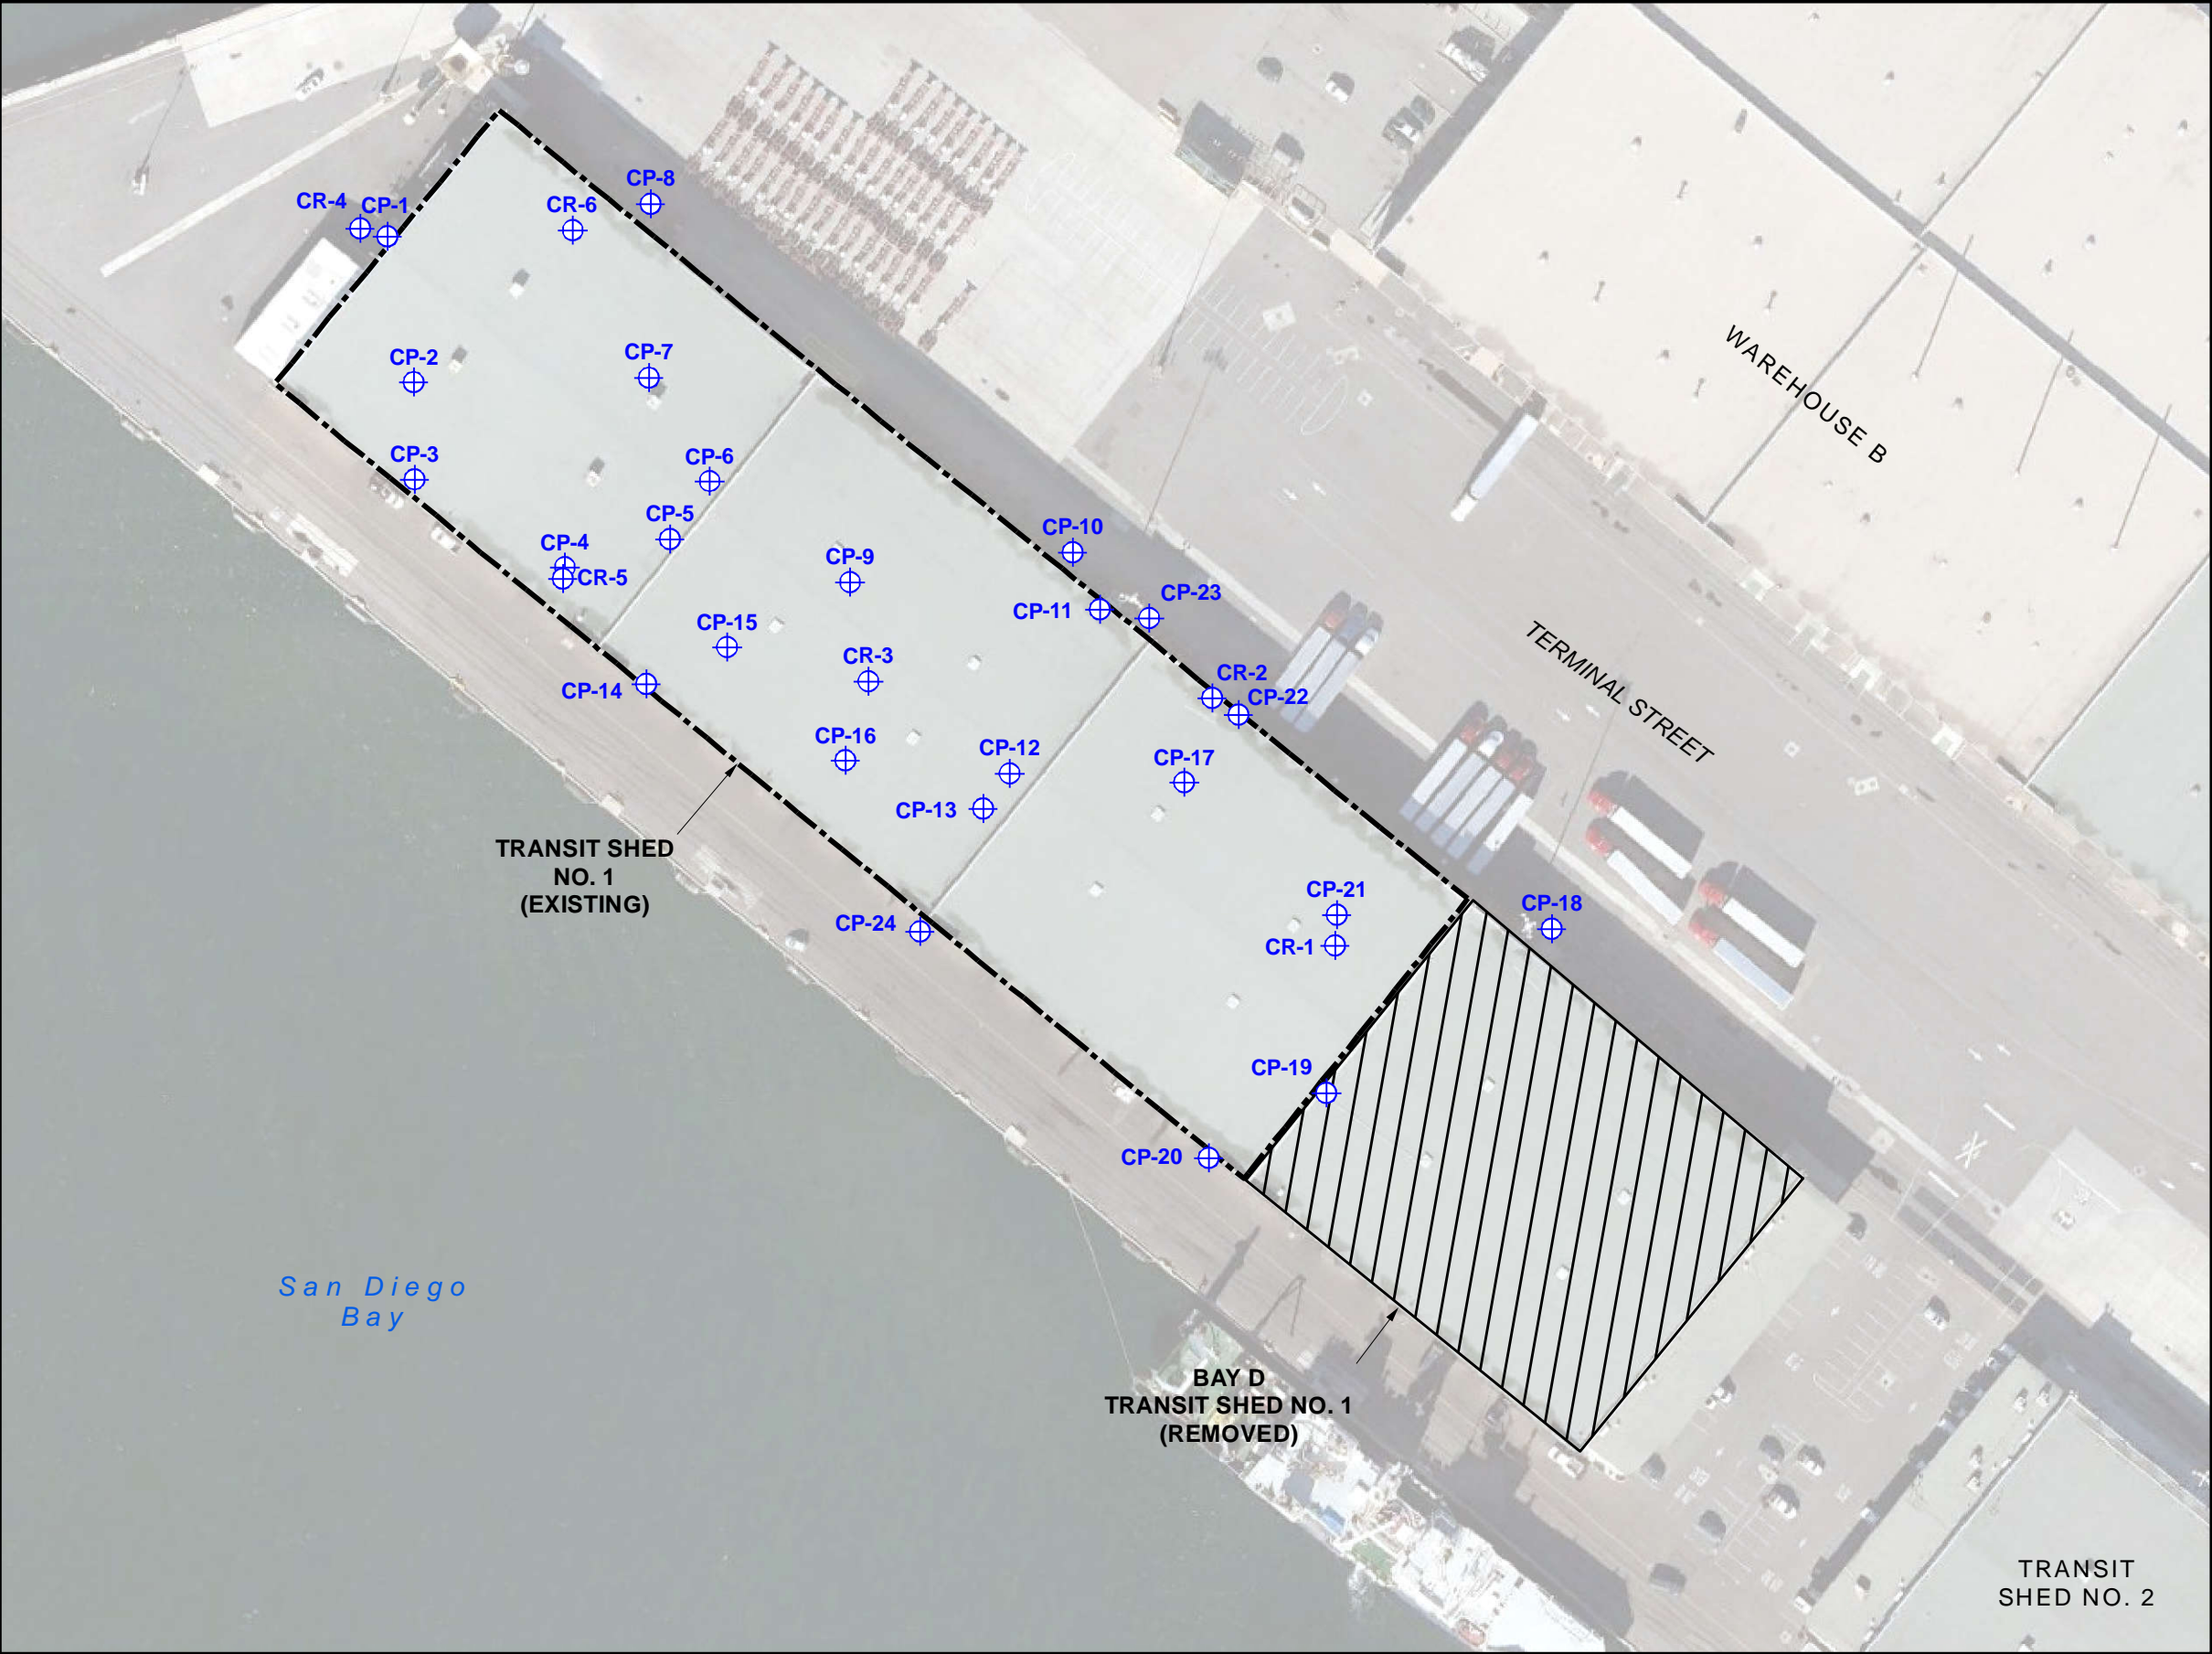 CP-8
CR-4
CP-1
CR-6
WAREHOUSE B
CP-2
CP-7
CP-3
CP-6
CP-5
CP-4
CR-5
CP-10
CP-9
CP-11
CP-23
CP-15
TERMINAL STREET
CR-3
CP-14
CR-2
CP-22
CP-16
CP-12
CP-17
CP-13
TRANSIT SHED
NO. 1
(EXISTING)
CP-21
CP-18
CP-24
CR-1
CP-19
CP-20
San Diego
Bay
BAY D
TRANSIT SHED NO. 1
(REMOVED)
TRANSIT
SHED NO. 2